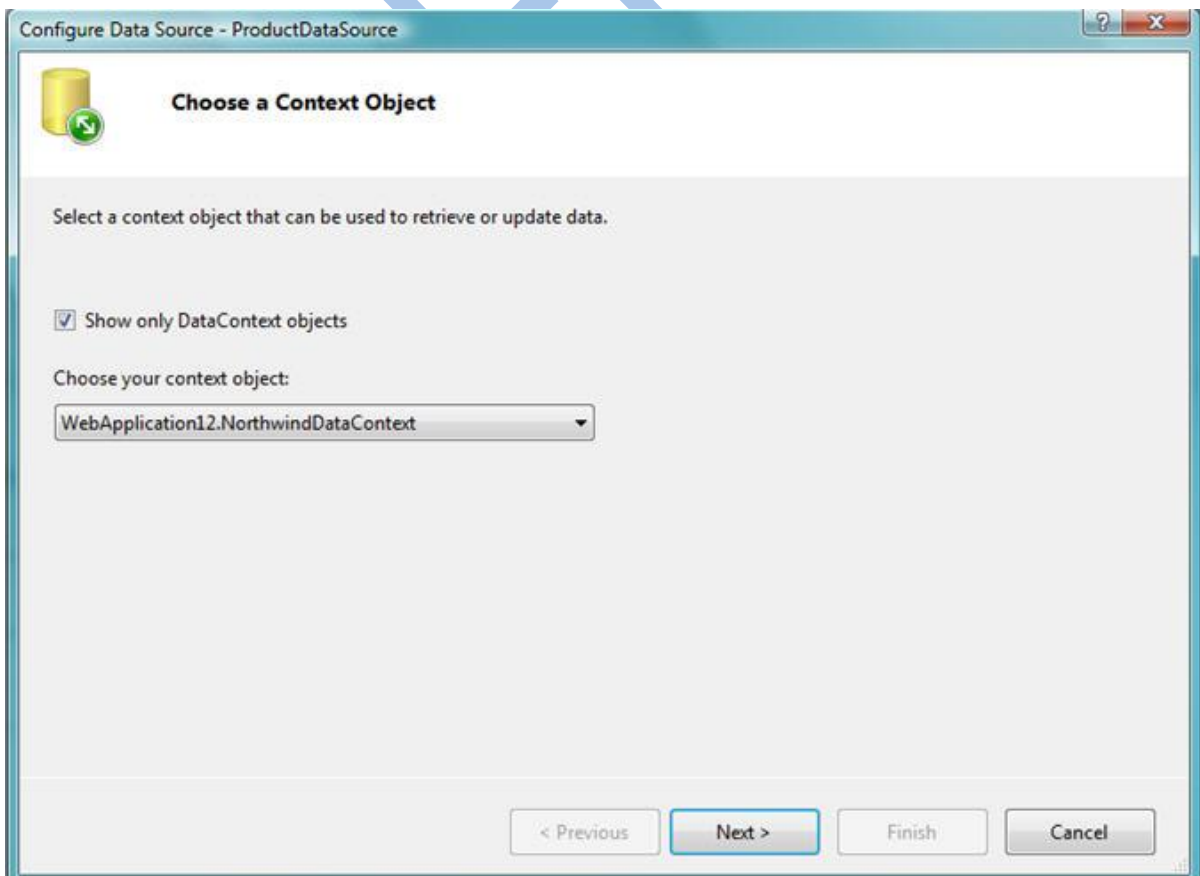 Configure Data Source - ProductDataSource
?
Choose a Context Object
Select a context object that can be used to retrieve or update data.
Show only DataContext objects
Choose your context object:
WebApplication12.NorthwindDataContext
< Previous Next > Finish Cancel